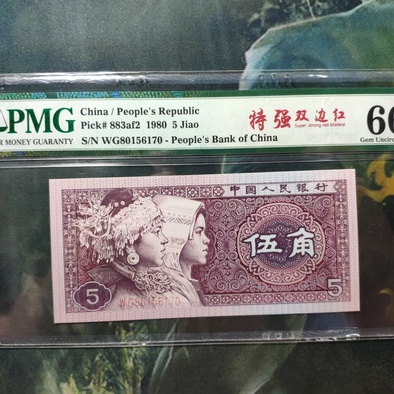 PMG
MONEY GUARANTY
China / People's Republic
Pick# 883af2 1980 5 Jiao
S/N WG80156170 - People's Bank of China
特强双边红
Super strong red bilateral
66
Gem Uncirc
中国人民银行
伍角
5
WG80156170
5